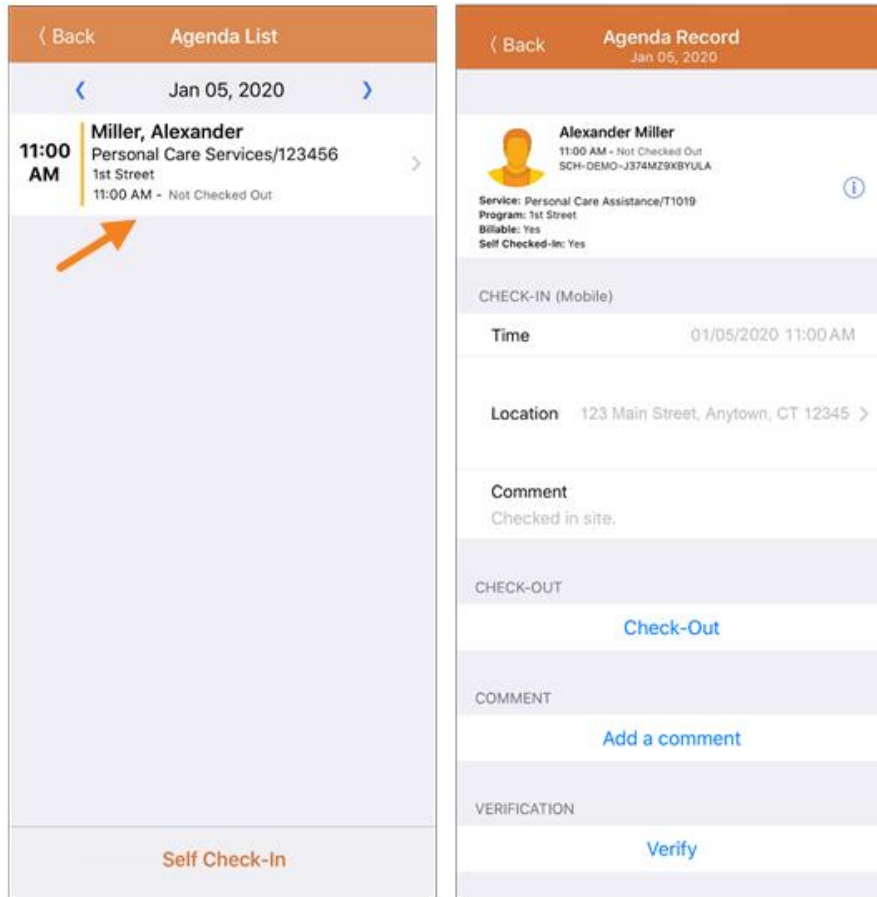 Back
Agenda List
Jan 05, 2020
11:00 AM
Miller, Alexander
Personal Care Services/123456
1st Street
11:00 AM - Not Checked Out
Self Check-In
Back
Agenda Record
Jan 05, 2020
Alexander Miller
11:00 AM - Not Checked Out
SCH-DEMO-J374MZ9XBYULA
Service: Personal Care Assistance/T1019
Program: 1st Street
Billable: Yes
Self Checked-In: Yes
CHECK-IN (Mobile)
Time 01/05/2020 11:00 AM
Location 123 Main Street, Anytown, CT 12345
Comment
Checked in site.
CHECK-OUT
Check-Out
COMMENT
Add a comment
VERIFICATION
Verify